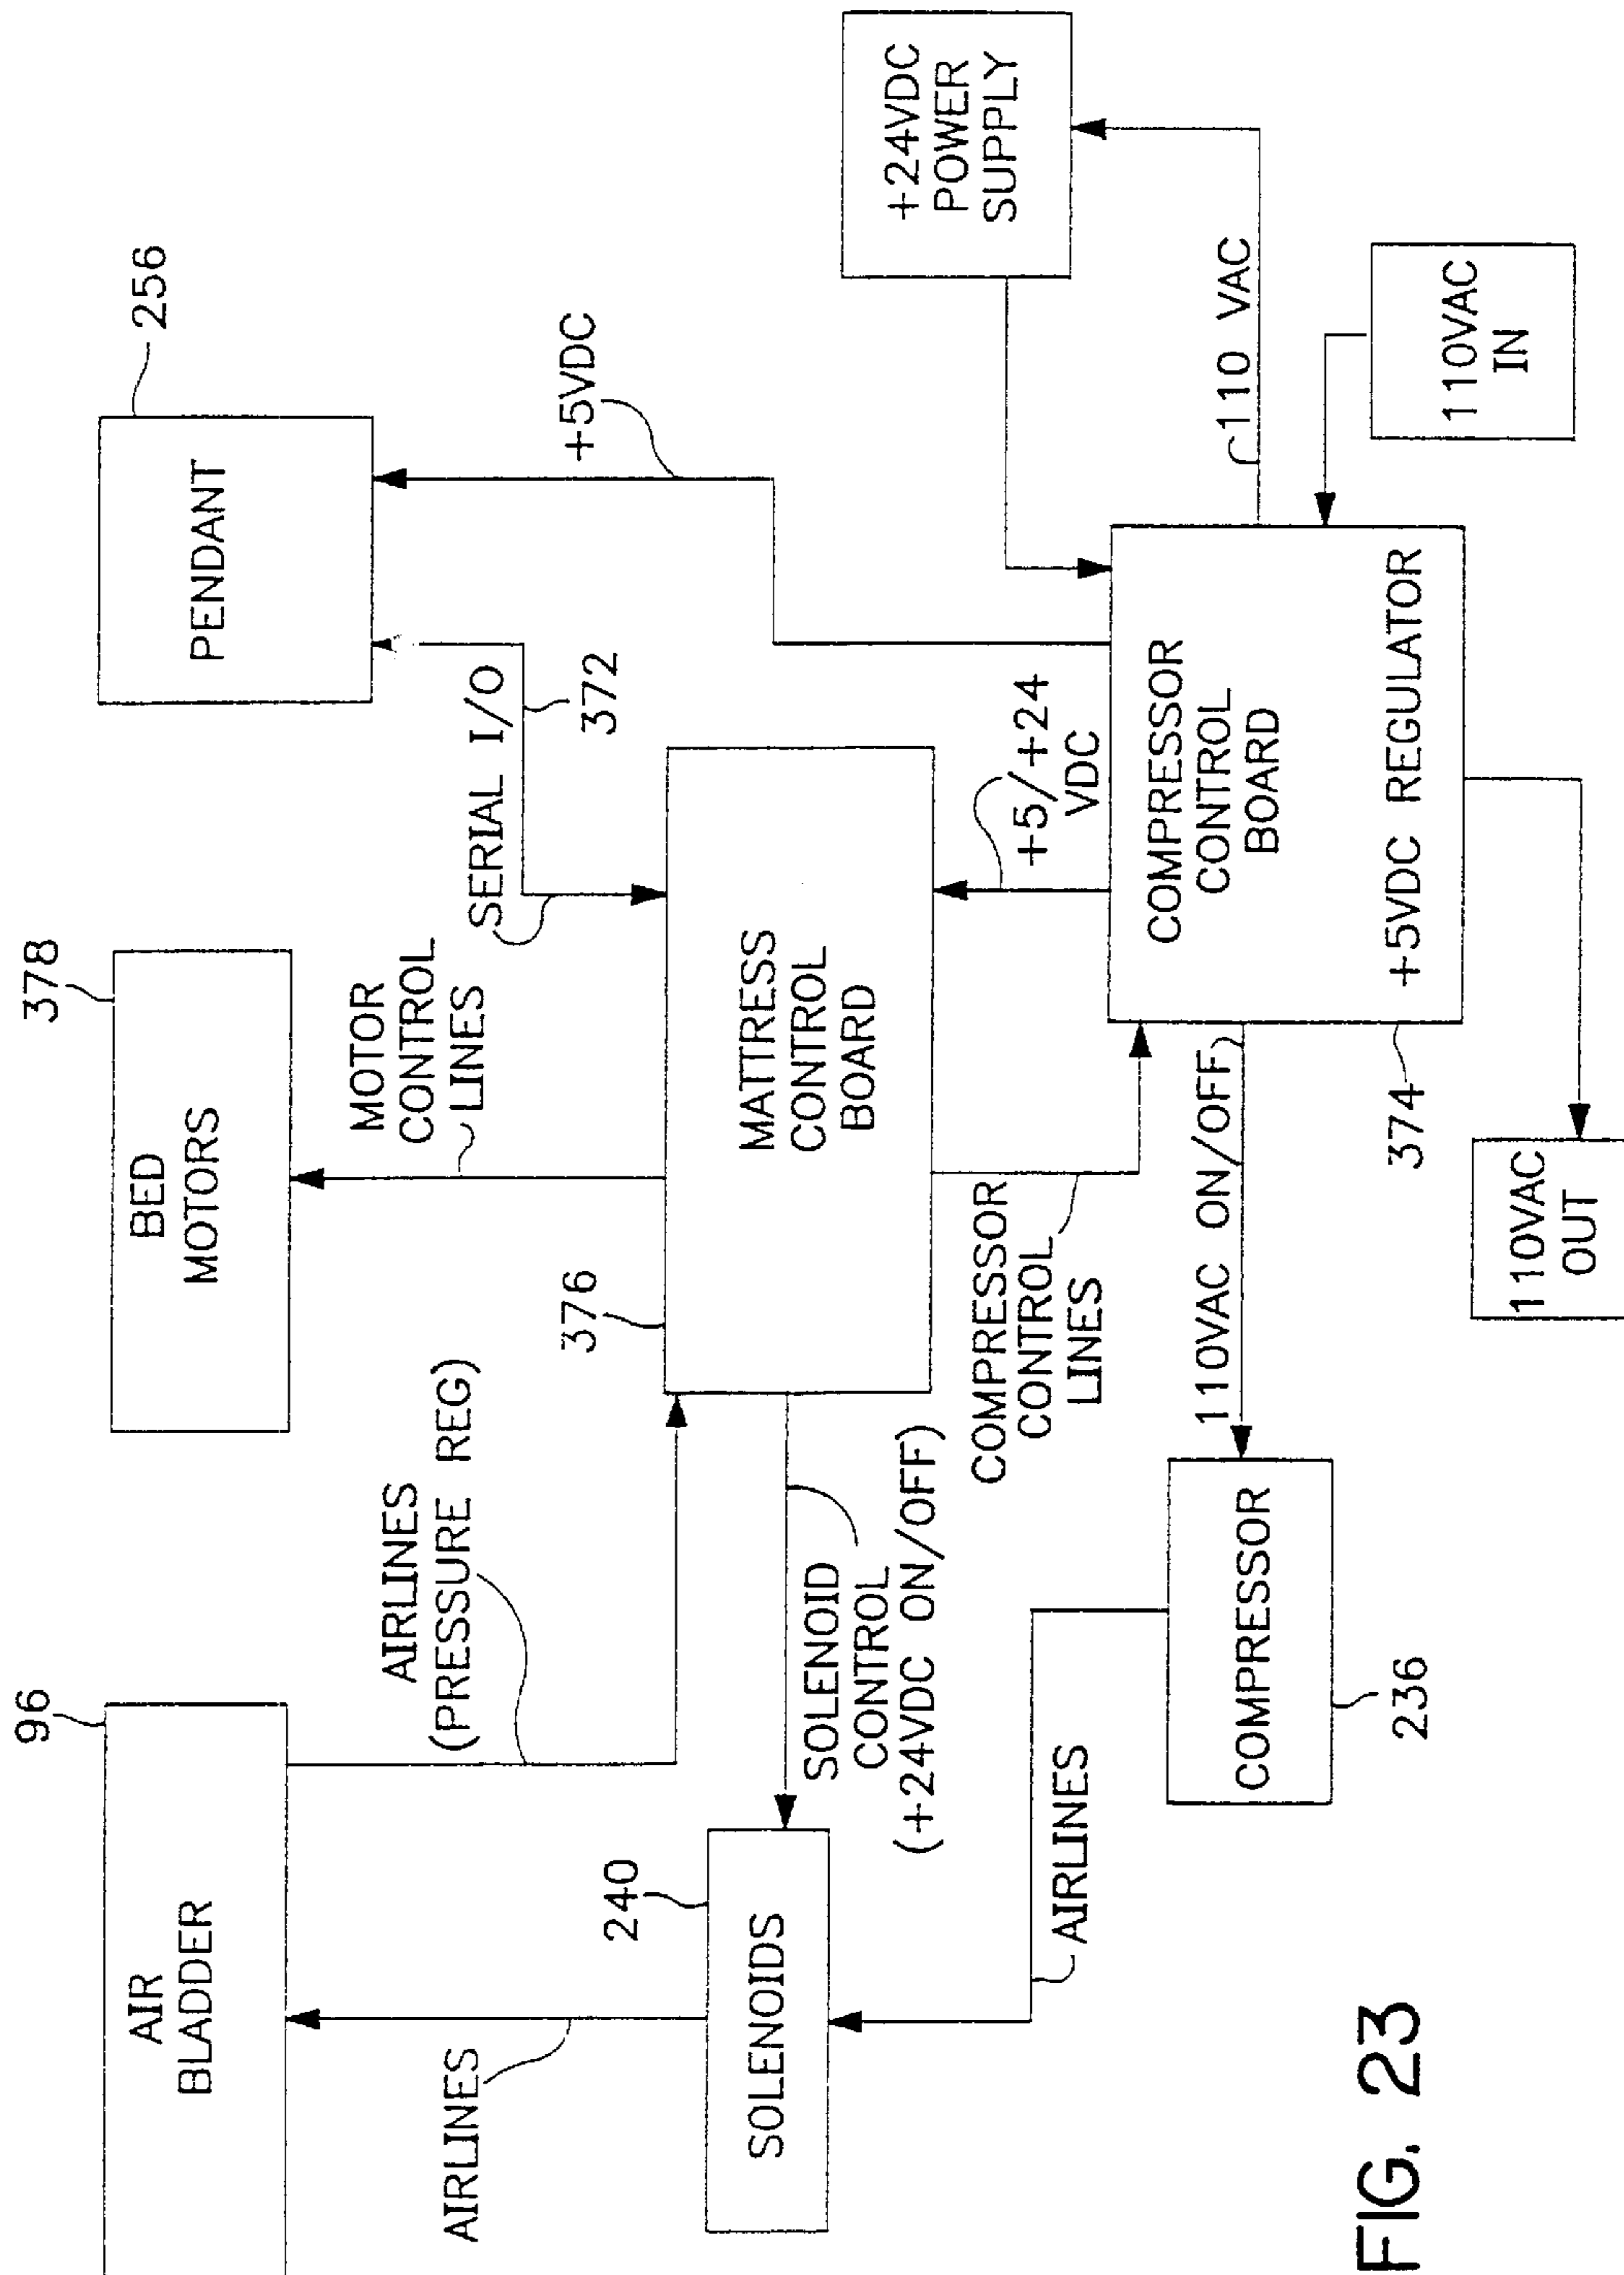 96
AIR
BLADDER
AIRLINES
(PRESSURE REG)
AIRLINES
378
BED
MOTORS
MOTOR
CONTROL
LINES
256
PENDANT
SERIAL I/O
372
+5VDC
240
SOLENOIDS
SOLENOID
CONTROL
(+24VDC ON/OFF)
376
MATTRESS
CONTROL
BOARD
+24VDC
POWER
SUPPLY
AIRLINES
COMPRESSOR
CONTROL
LINES
+5/+24
VDC
COMPRESSOR
236
110VAC ON/OFF
COMPRESSOR
CONTROL
BOARD
+5VDC REGULATOR
374
110 VAC
110VAC
IN
110VAC
OUT
FIG. 23